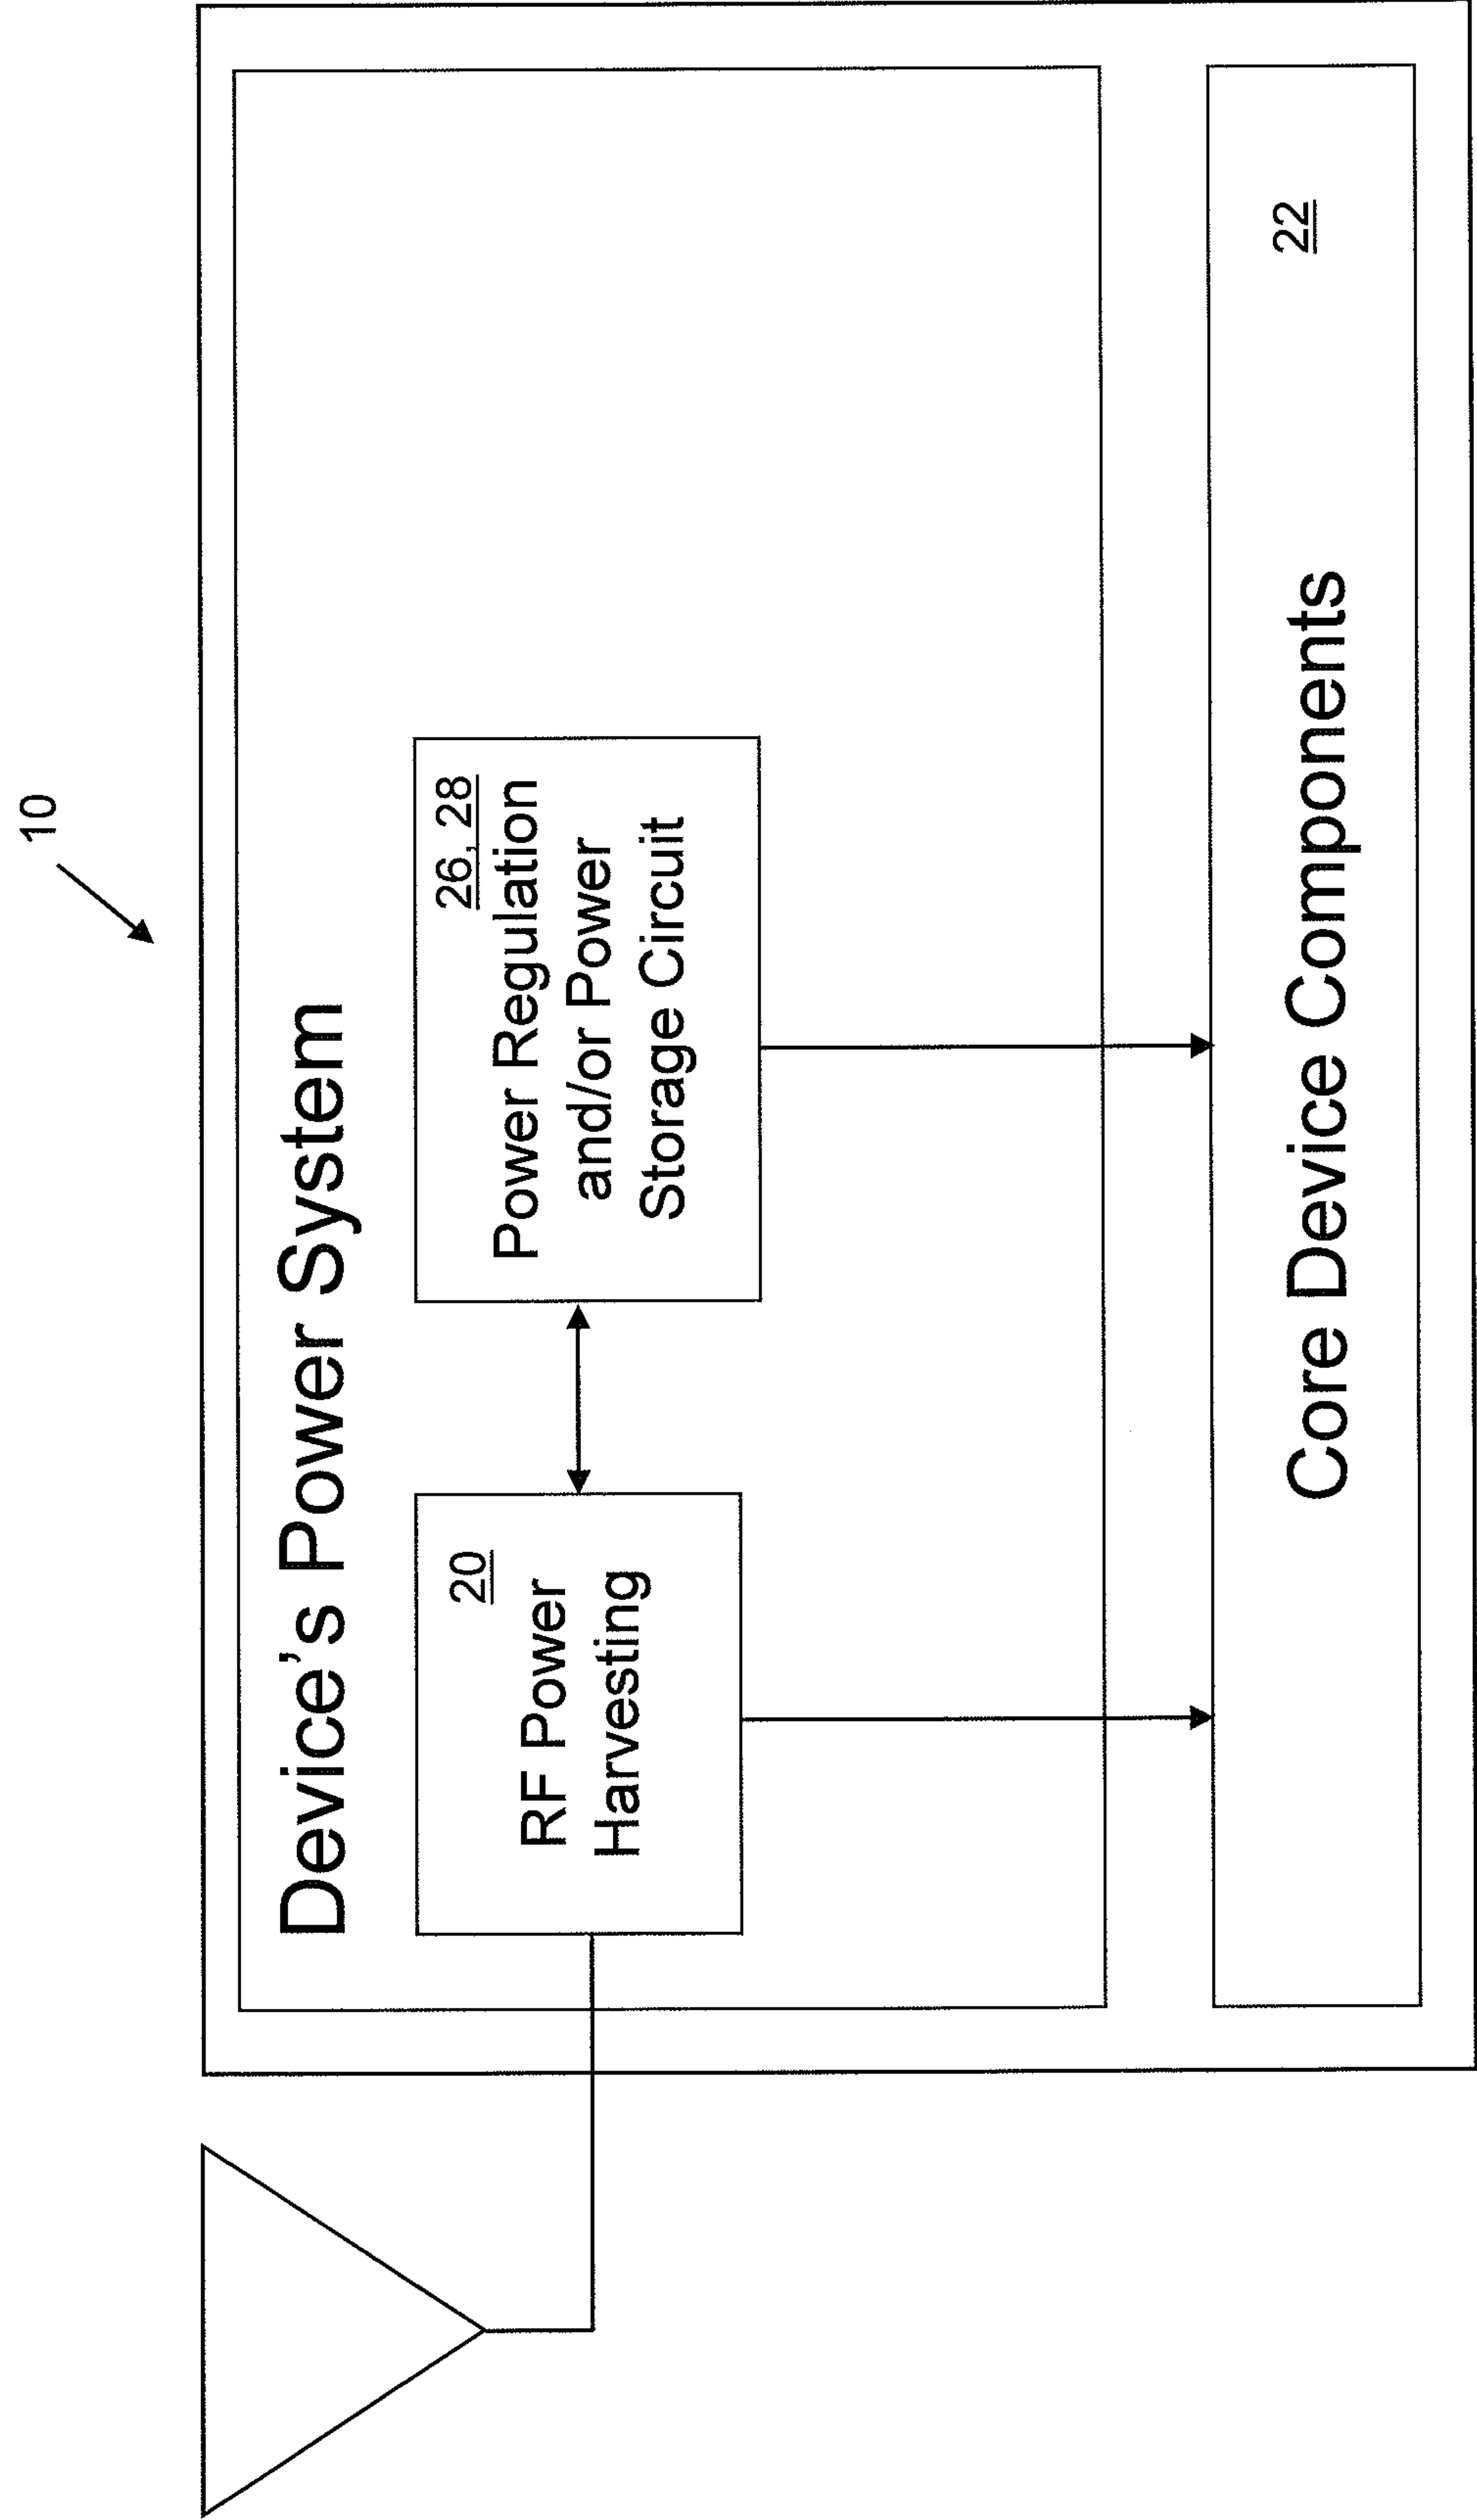 10
Device’s Power System
20
RF Power
Harvesting
26, 28
Power Regulation
and/or Power
Storage Circuit
22
Core Device Components